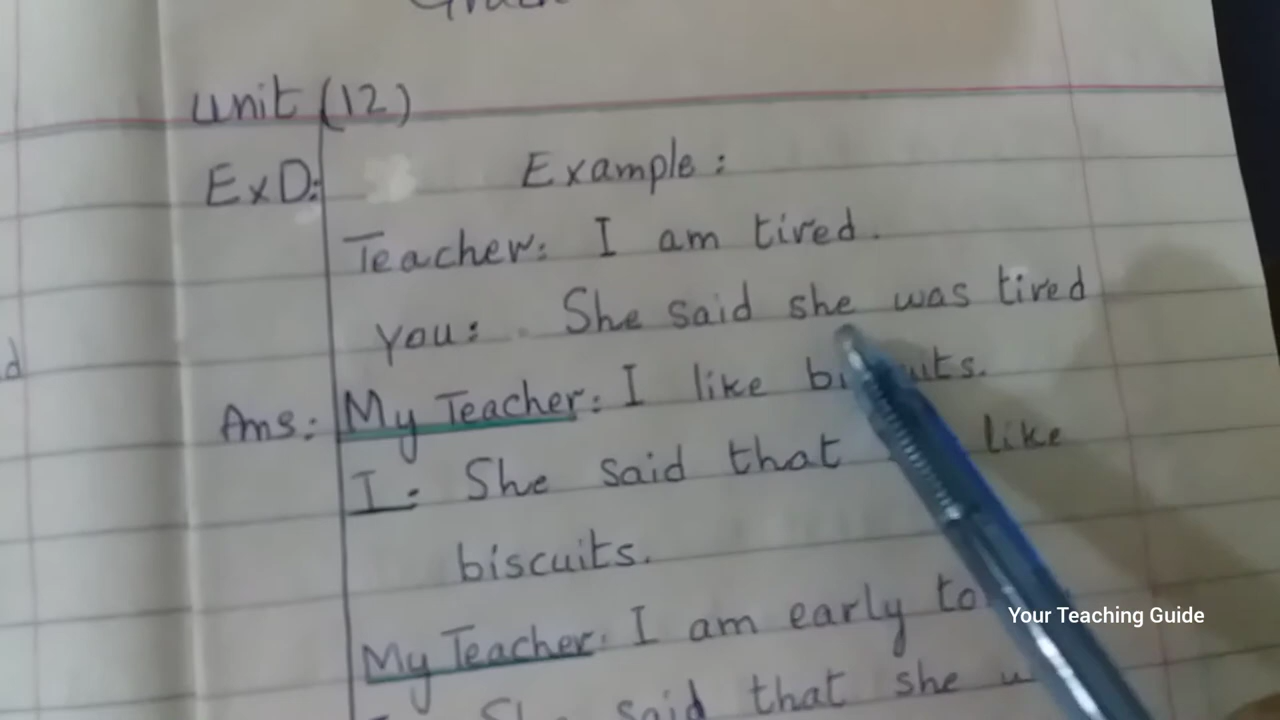 unit (12)
ExD: Example:
Teacher: I am tired.
you: She said she was tired
Ans: My Teacher: I like
I: She said that like
biscuits.
My Teacher: I am early
Your Teaching Guide
said that she